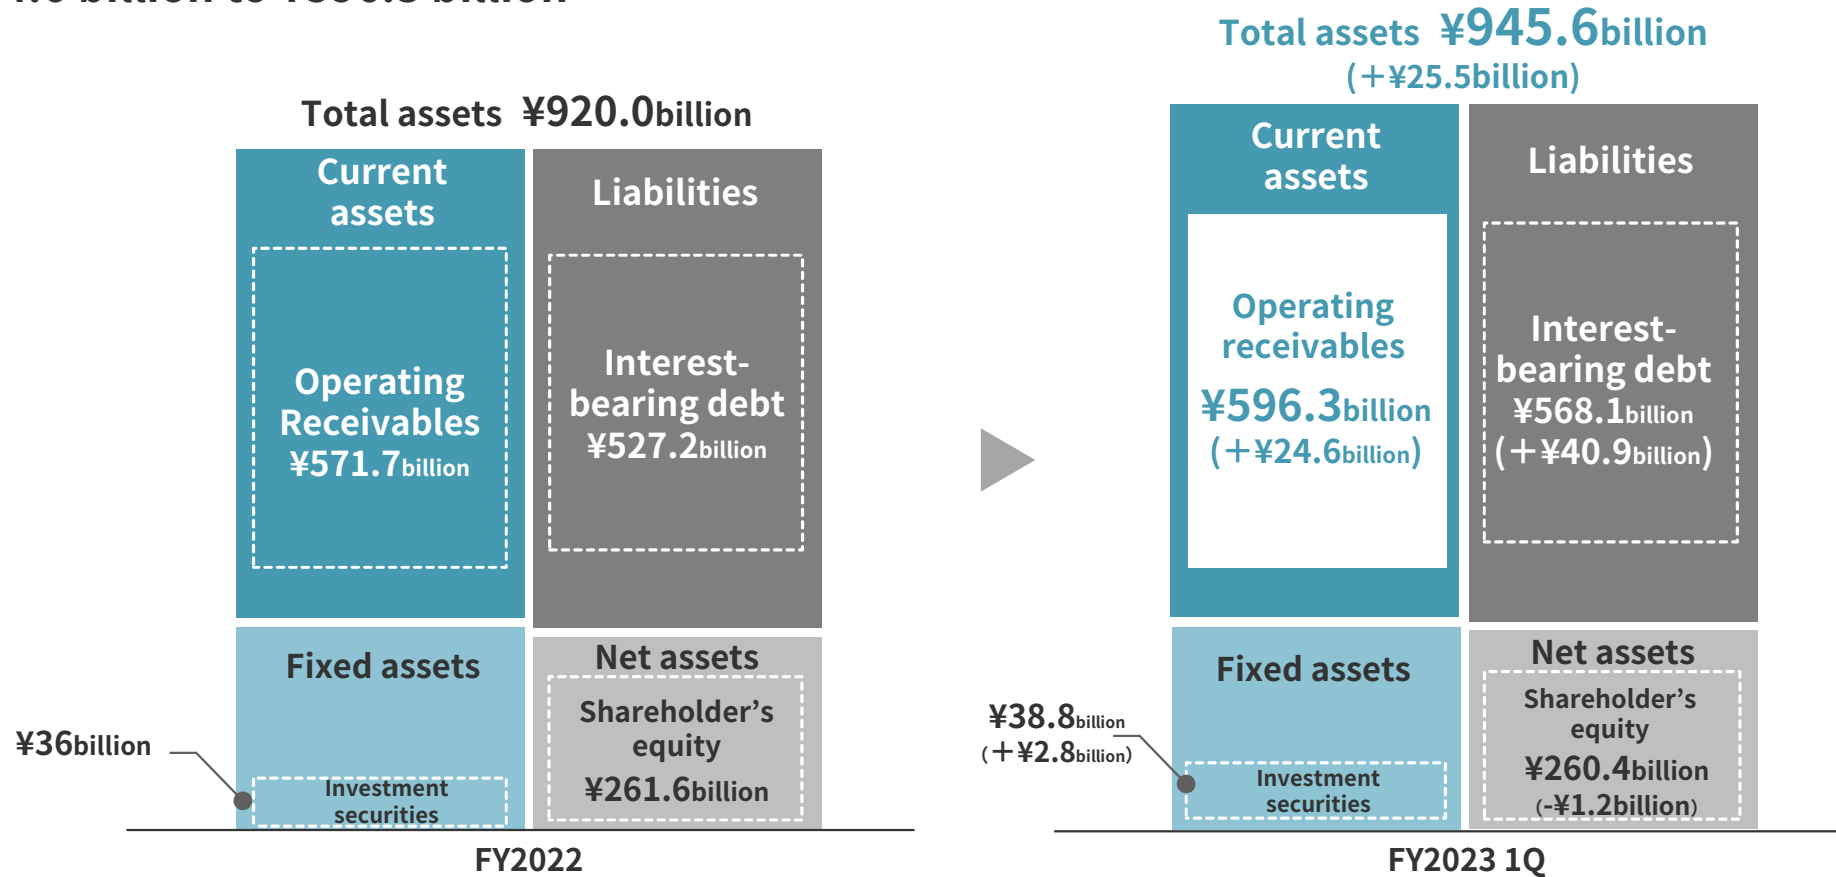 Total assets ¥920.0billion
Current
assets
Operating
Receivables
¥571.7billion
Liabilities
Interest-
bearing debt
¥527.2billion
Fixed assets
¥36billion
Investment
securities
Net assets
Shareholder’s
equity
¥261.6billion
FY2022
Total assets ¥945.6billion
(+¥25.5billion)
Current
assets
Operating
receivables
¥596.3billion
(+¥24.6billion)
Liabilities
Interest-
bearing debt
¥568.1billion
(+¥40.9billion)
Fixed assets
¥38.8billion
(+¥2.8billion)
Investment
securities
Net assets
Shareholder’s
equity
¥260.4billion
(-¥1.2billion)
FY2023 1Q